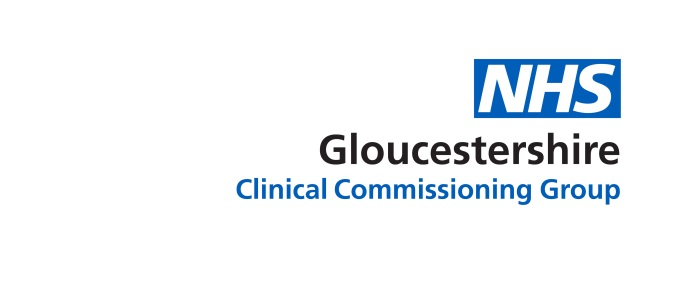 NHS
Gloucestershire
Clinical Commissioning Group